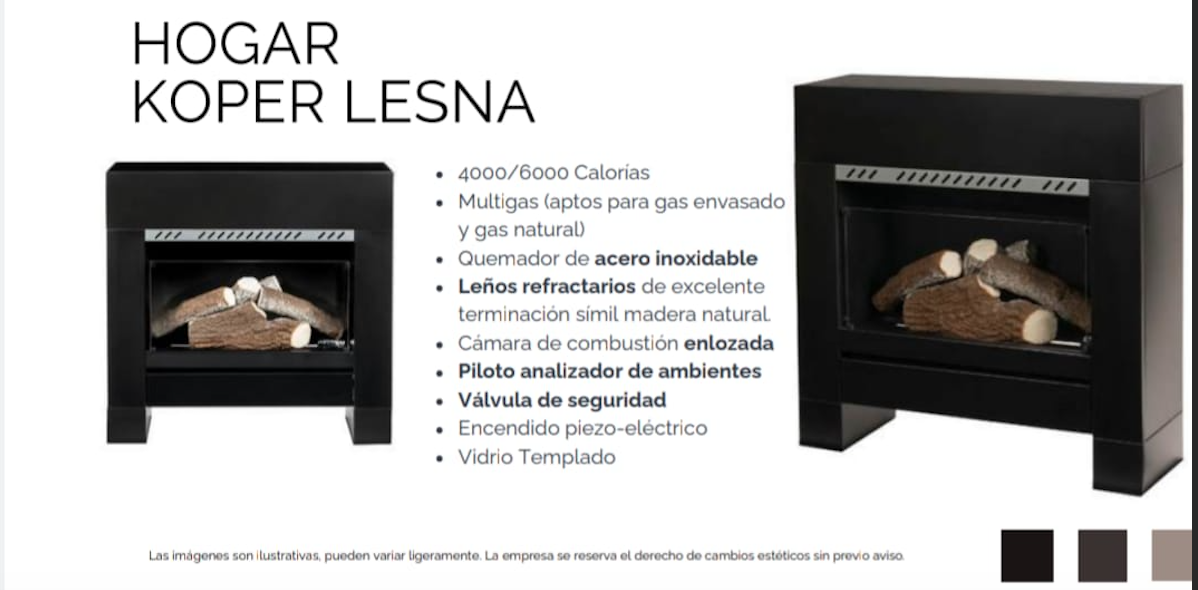 HOGAR
KOPER LESNA
• 4000/6000 Calorías
• Multigas (aptos para gas envasado
y gas natural)
• Quemador de acero inoxidable
• Leños refractarios de excelente
terminación símil madera natural.
• Cámara de combustión enlozada
• Piloto analizador de ambientes
• Válvula de seguridad
• Encendido piezo-eléctrico
• Vidrio Templado
Las imágenes son ilustrativas, pueden variar ligeramente. La empresa se reserva el derecho de cambios estéticos sin previo aviso.